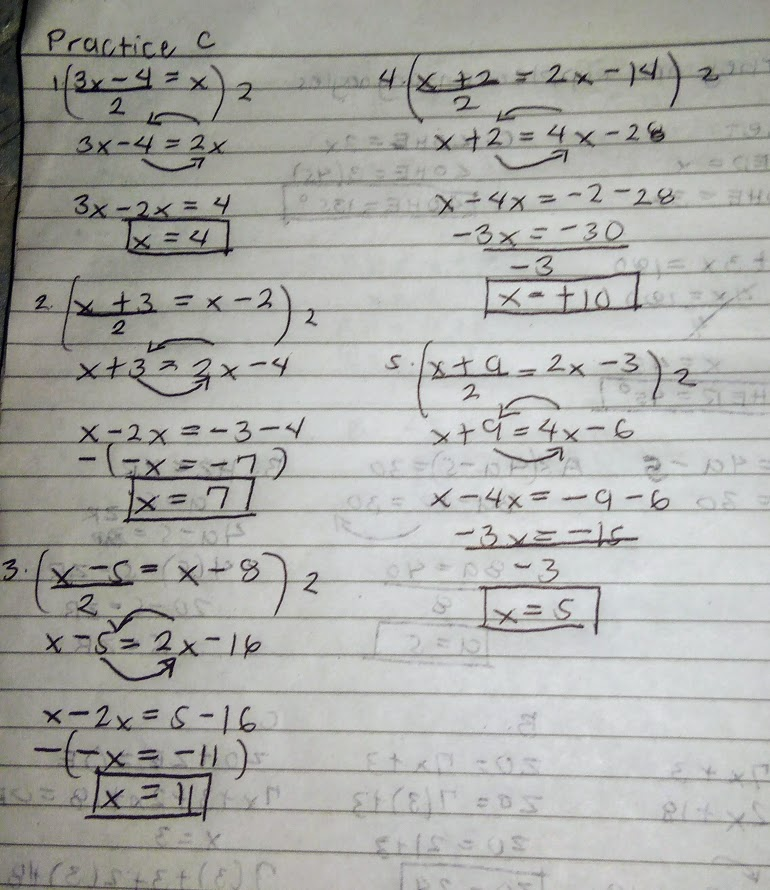 Practice C
1 (3x-4/2 = x) 2
3x-4 = 2x
3x-2x = 4
x = 4
2. (x+3/2 = x-2) 2
x+3 = 2x-4
x-2x = -3-4
-(-x = -7)
x = 7
3. (x-5/2 = x-8) 2
x-5 = 2x-16
x-2x = 5-16
-(-x = -11)
x = 11
4. (x+2/2 = 2x-14) 2
x+2 = 4x-28
x-4x = -2-28
-3x = -30
-3
x = +10
5. (x+9/2 = 2x-3) 2
x+9 = 4x-6
x-4x = -9-6
-3x = -15
-3
x = 5